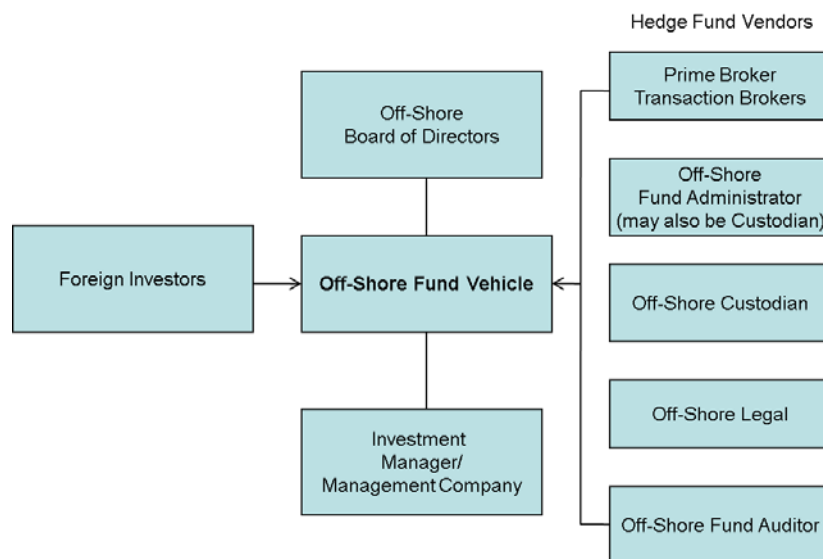 Hedge Fund Vendors
Prime Broker
Transaction Brokers
Off-Shore
Board of Directors
Off-Shore
Fund Administrator
(may also be Custodian)
Foreign Investors
Off-Shore Fund Vehicle
Off-Shore Custodian
Off-Shore Legal
Investment
Manager/
Management Company
Off-Shore Fund Auditor